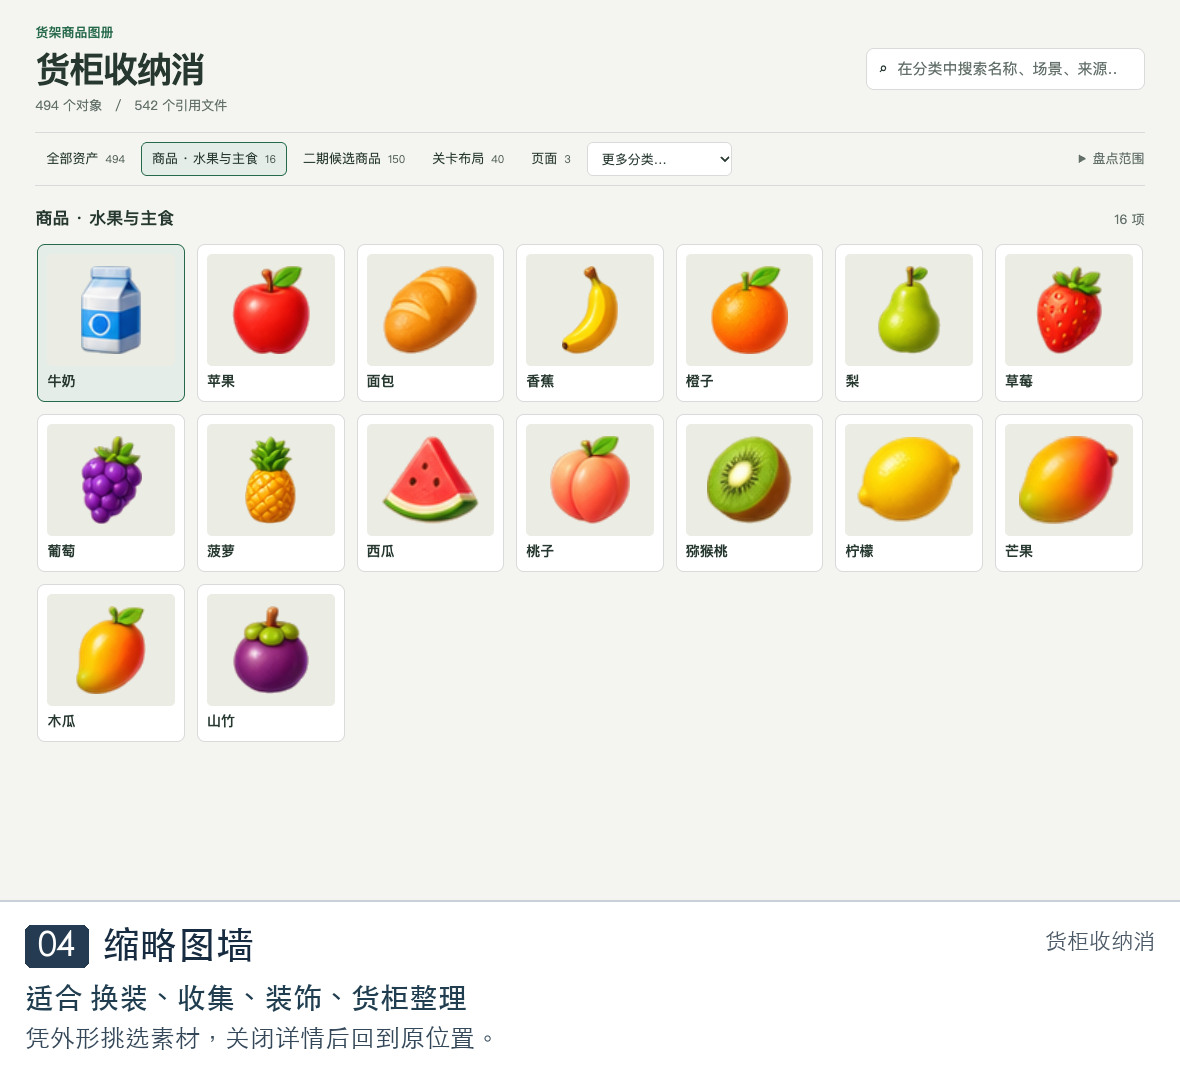 货架商品图册
货柜收纳消
494 个对象 / 542 个引用文件
在分类中搜索名称、场景、来源..
全部资产 494
商品 · 水果与主食 16
二期候选商品 150
关卡布局 40
页面 3
更多分类...
▶ 盘点范围
商品 · 水果与主食
16 项
牛奶
苹果
面包
香蕉
橙子
梨
草莓
葡萄
菠萝
西瓜
桃子
猕猴桃
柠檬
芒果
木瓜
山竹
04 缩略图墙
货柜收纳消
适合 换装、收集、装饰、货柜整理
凭外形挑选素材，关闭详情后回到原位置。